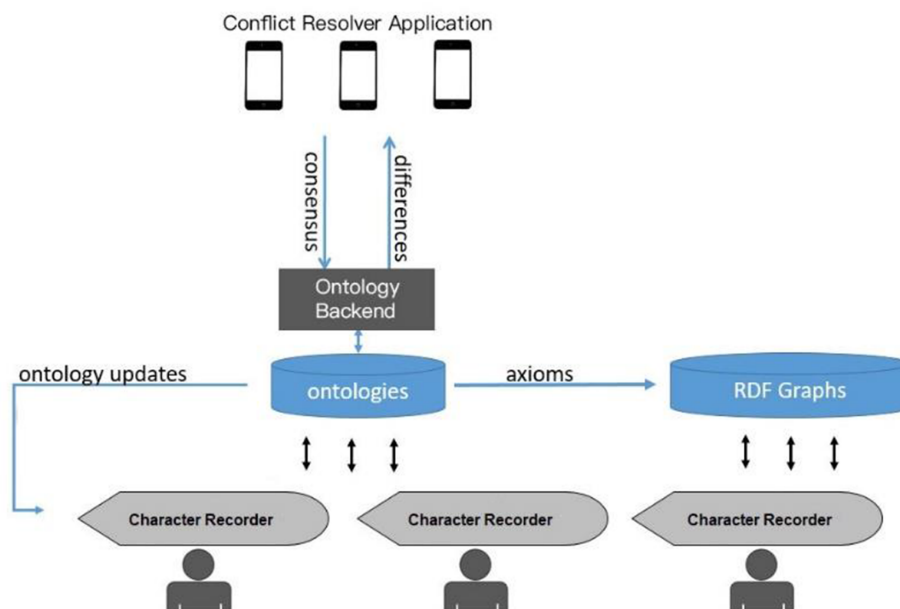 Conflict Resolver Application
consensus
differences
Ontology
Backend
ontology updates
ontologies
axioms
RDF Graphs
Character Recorder
Character Recorder
Character Recorder